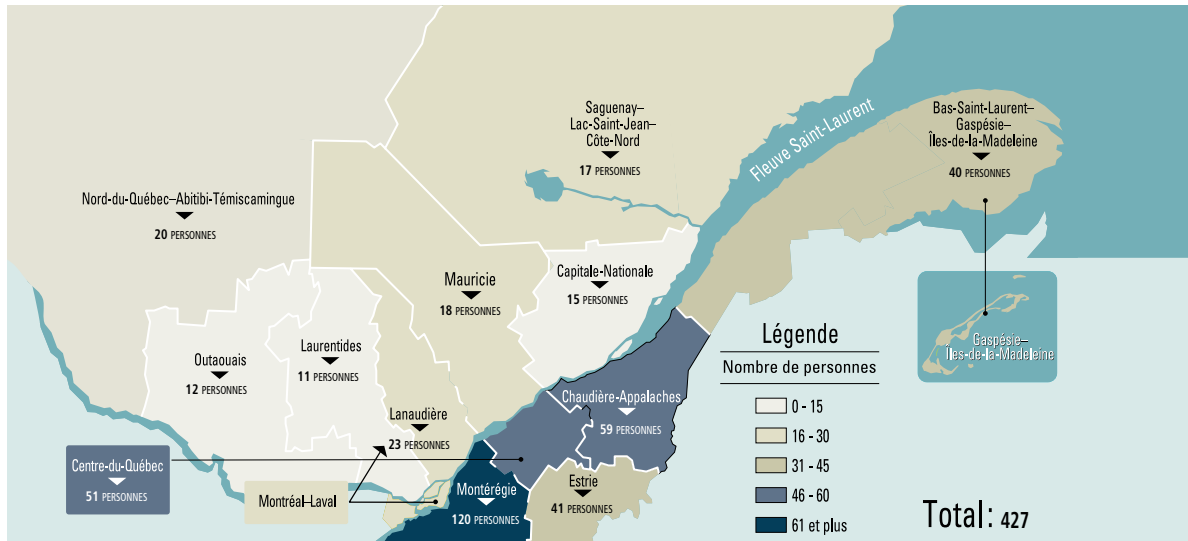 Saguenay–
Lac-Saint-Jean–
Côte-Nord
17 PERSONNES
Fleuve Saint-Laurent
Bas-Saint-Laurent–
Gaspésie–
Îles-de-la-Madeleine
40 PERSONNES
Nord-du-Québec–Abitibi-Témiscamingue
20 PERSONNES
Mauricie
18 PERSONNES
Capitale-Nationale
15 PERSONNES
Outaouais
12 PERSONNES
Laurentides
11 PERSONNES
Lanaudière
23 PERSONNES
Chaudière-Appalaches
59 PERSONNES
Centre-du-Québec
51 PERSONNES
Montréal–Laval
Montérégie
120 PERSONNES
Estrie
41 PERSONNES
Gaspésie–
Îles-de-la-Madeleine
Légende
Nombre de personnes
0 - 15
16 - 30
31 - 45
46 - 60
61 et plus
Total : 427